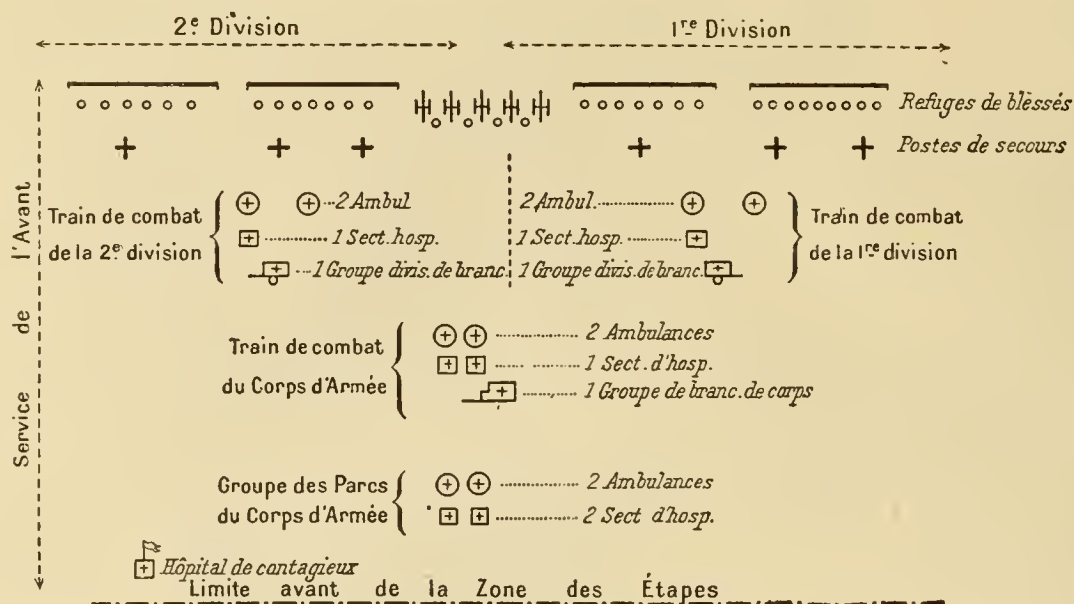 2e Division
1re Division
Refuges de blèssés
Postes de secours
Service de l'Avant
Train de combat
de la 2e division
2 Ambul
1 Sect. hosp.
1 Groupe divis. de branc.
2 Ambul.
1 Sect. hosp.
1 Groupe divis. de branc.
Train de combat
de la 1re division
Train de combat
du Corps d'Armée
2 Ambulances
1 Sect. d'hosp.
1 Groupe de branc. de corps
Groupe des Parcs
du Corps d'Armée
2 Ambulances
2 Sect d'hosp.
Hôpital de contagieux
Limite avant de la Zone des Étapes